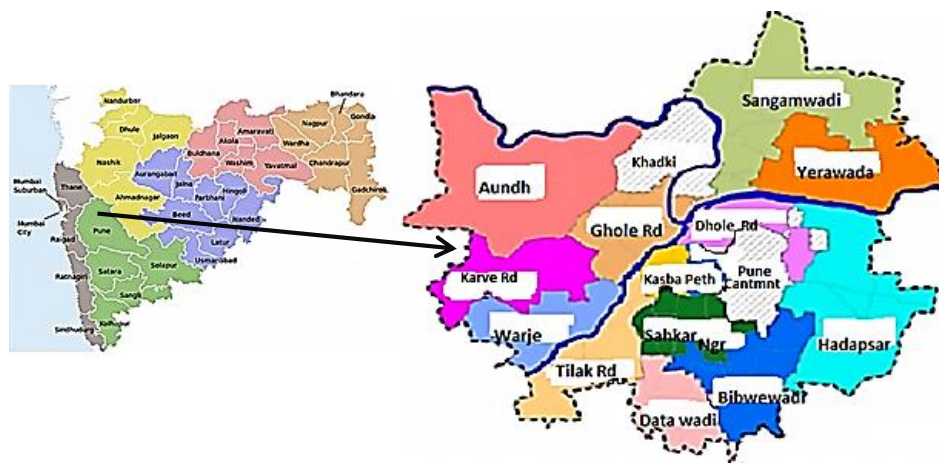 Nandurbar
Dhule
Jalgaon
Nashik
Buldhana
Akola
Amaravati
Washim
Yavatmal
Wardha
Nagpur
Bhandara
Gondia
Chandrapur
Gadchiroli
Mumbai
Suburban
Thane
Mumbai
City
Raigad
Ahmadnagar
Aurangabad
Jalna
Parbhani
Hingoli
Beed
Nanded
Latur
Usmanabad
Pune
Satara
Solapur
Ratnagiri
Sangli
Kolhapur
Sindhudurg
Sangamwadi
Khadki
Yerawada
Aundh
Ghole Rd
Dhole Rd
Karve Rd
Kasba Peth
Pune
Cantmnt
Warje
Sahkar
Ngr
Hadapsar
Tilak Rd
Bibwewadi
Data wadi